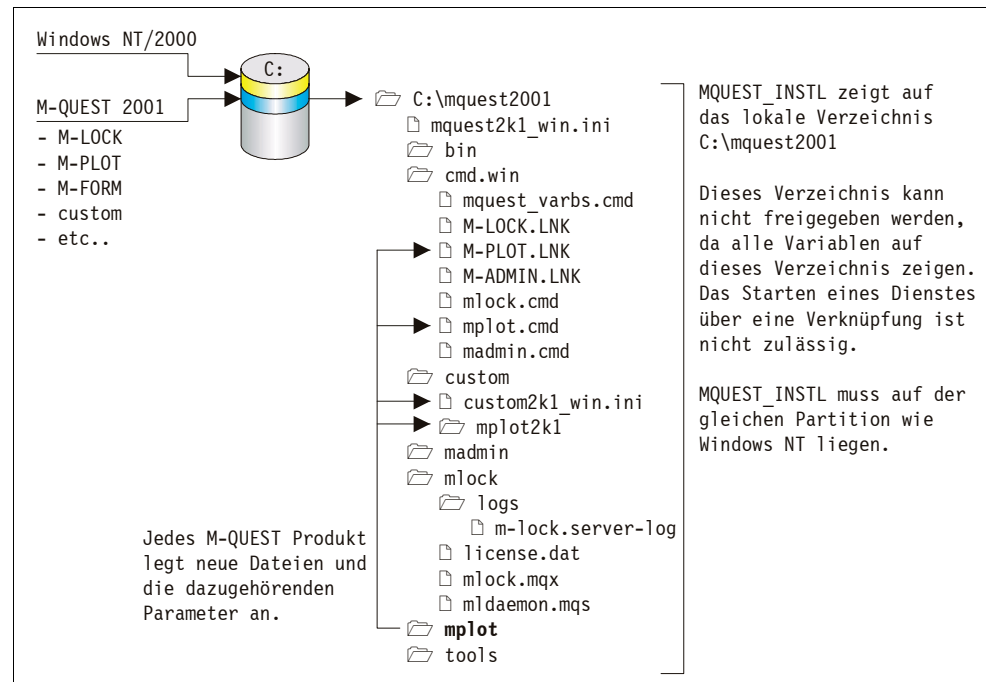 Windows NT/2000
C:
M-QUEST 2001
- M-LOCK
- M-PLOT
- M-FORM
- custom
- etc..
C:\mquest2001
mquest2k1_win.ini
bin
cmd.win
mquest_varbs.cmd
M-LOCK.LNK
M-PLOT.LNK
M-ADMIN.LNK
mlock.cmd
mplot.cmd
madmin.cmd
custom
custom2k1_win.ini
mplot2k1
madmin
mlock
logs
m-lock.server-log
license.dat
mlock.mqx
mldaemon.mqs
mplot
tools
Jedes M-QUEST Produkt
legt neue Dateien und
die dazugehörenden
Parameter an.
MQUEST_INSTL zeigt auf
das lokale Verzeichnis
C:\mquest2001
Dieses Verzeichnis kann
nicht freigegeben werden,
da alle Variablen auf
dieses Verzeichnis zeigen.
Das Starten eines Dienstes
über eine Verknüpfung ist
nicht zulässig.
MQUEST_INSTL muss auf der
gleichen Partition wie
Windows NT liegen.